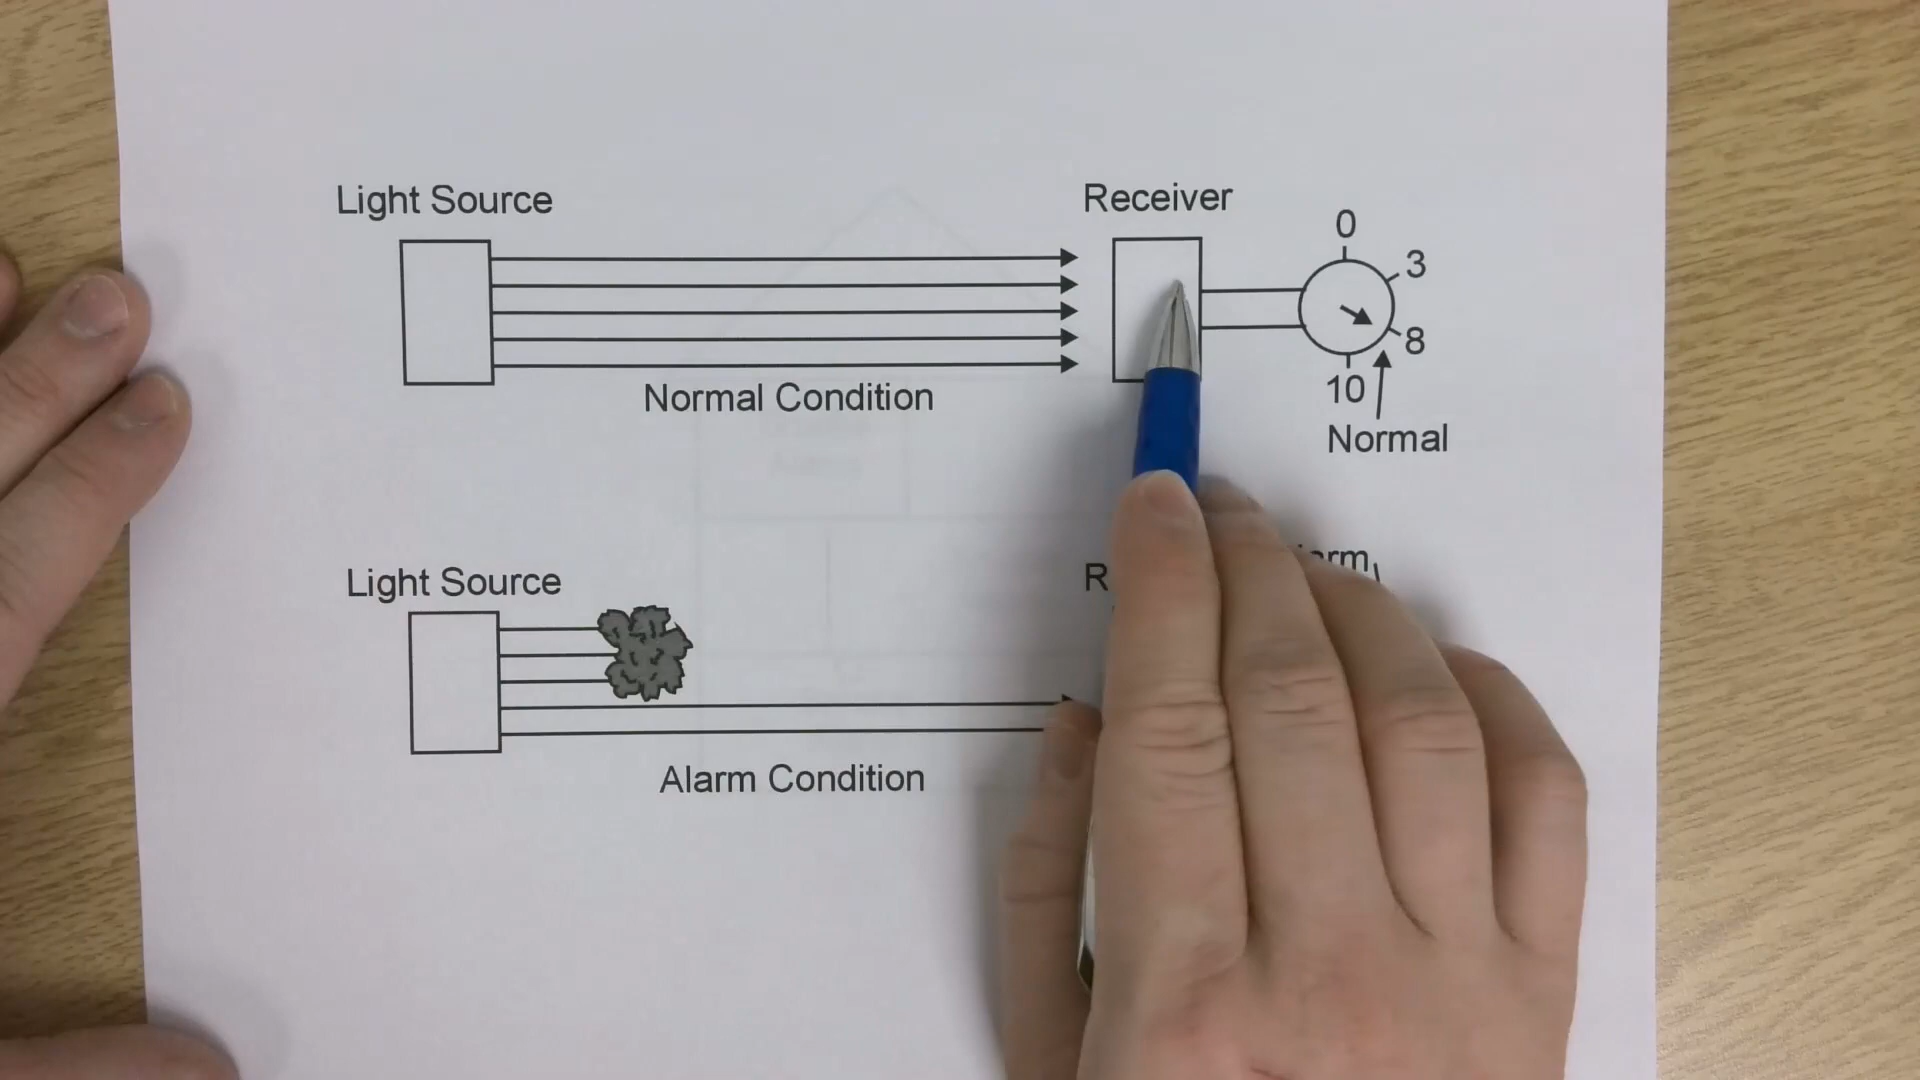 Light Source
Receiver
0
3
8
10
Normal Condition
Normal
Light Source
Alarm Condition